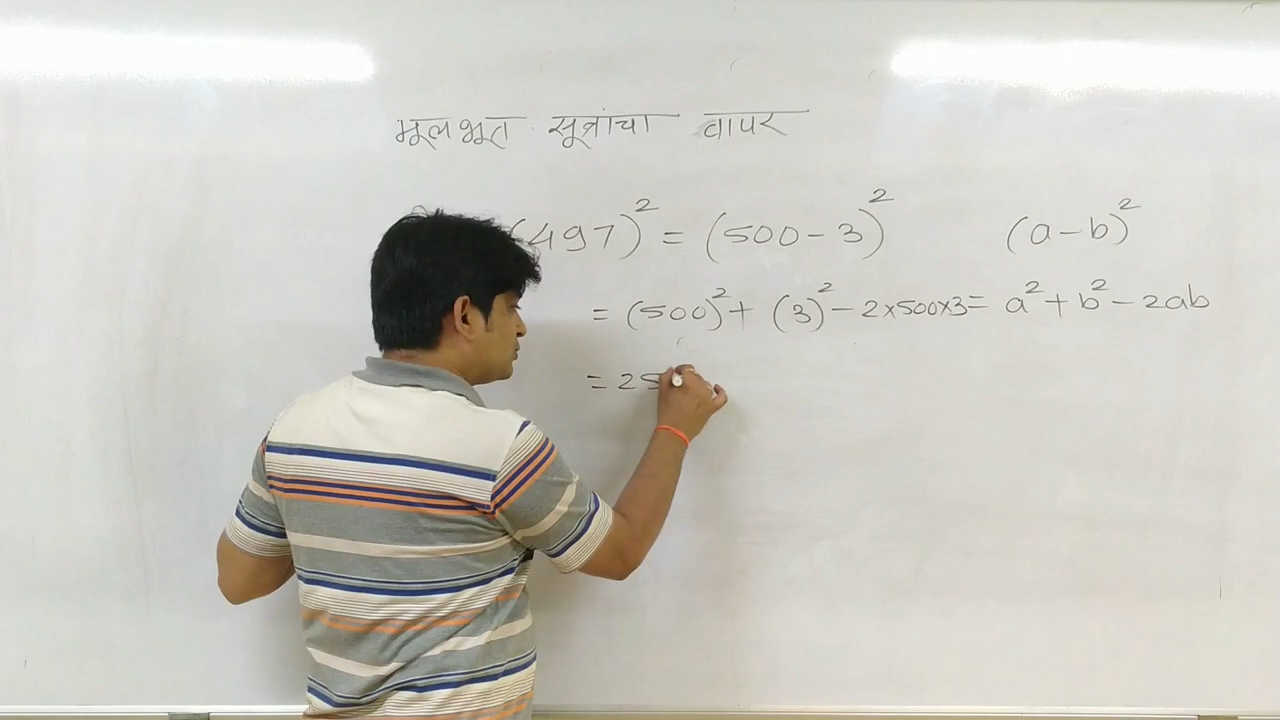 मूलभूत सूत्रांचा वापर
(497)² = (500 - 3)² (a - b)²
= (500)² + (3)² - 2×500×3 = a² + b² - 2ab
= 25